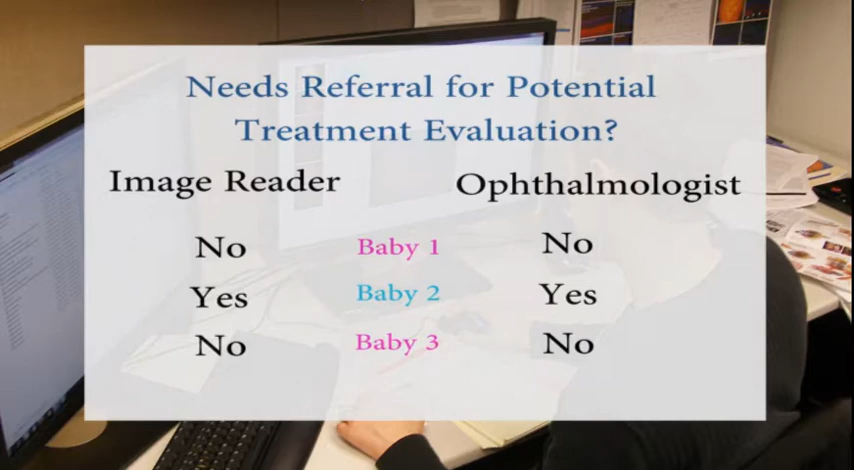 Needs Referral for Potential
Treatment Evaluation?
Image Reader Ophthalmologist
No Baby 1 No
Yes Baby 2 Yes
No Baby 3 No